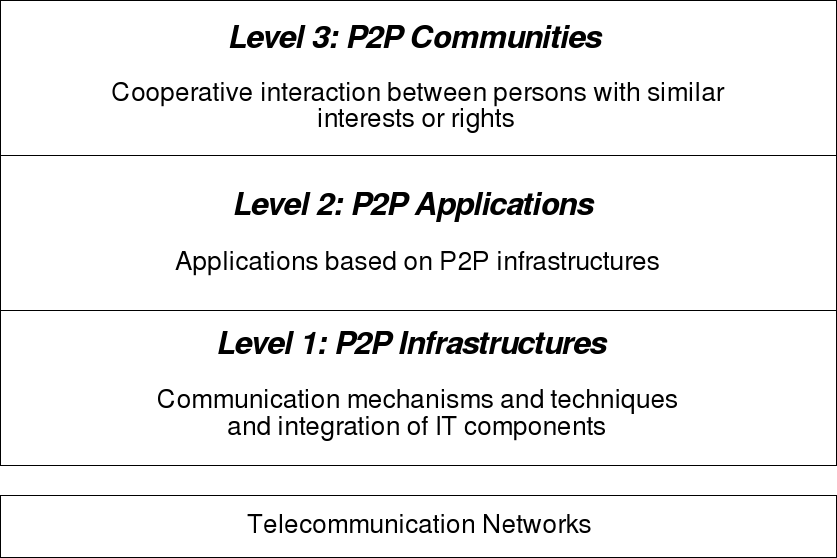 Level 3: P2P Communities
Cooperative interaction between persons with similar
interests or rights
Level 2: P2P Applications
Applications based on P2P infrastructures
Level 1: P2P Infrastructures
Communication mechanisms and techniques
and integration of IT components
Telecommunication Networks